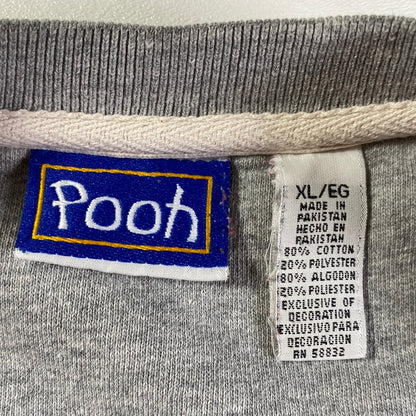 Pooh
XL/EG
MADE IN
PAKISTAN
HECHO EN
PAKISTAN
80% COTTON
20% POLYESTER
80% ALGODON
20% POLIESTER
EXCLUSIVE OF
DECORATION
EXCLUSIVO PARA
DECORACION
RN 58832